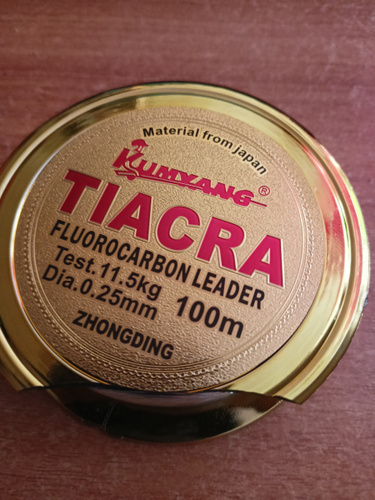 Material from japan
KUMYANG®
TIACRA
FLUOROCARBON LEADER
Test.11.5kg
Dia.0.25mm 100m
ZHONGDING